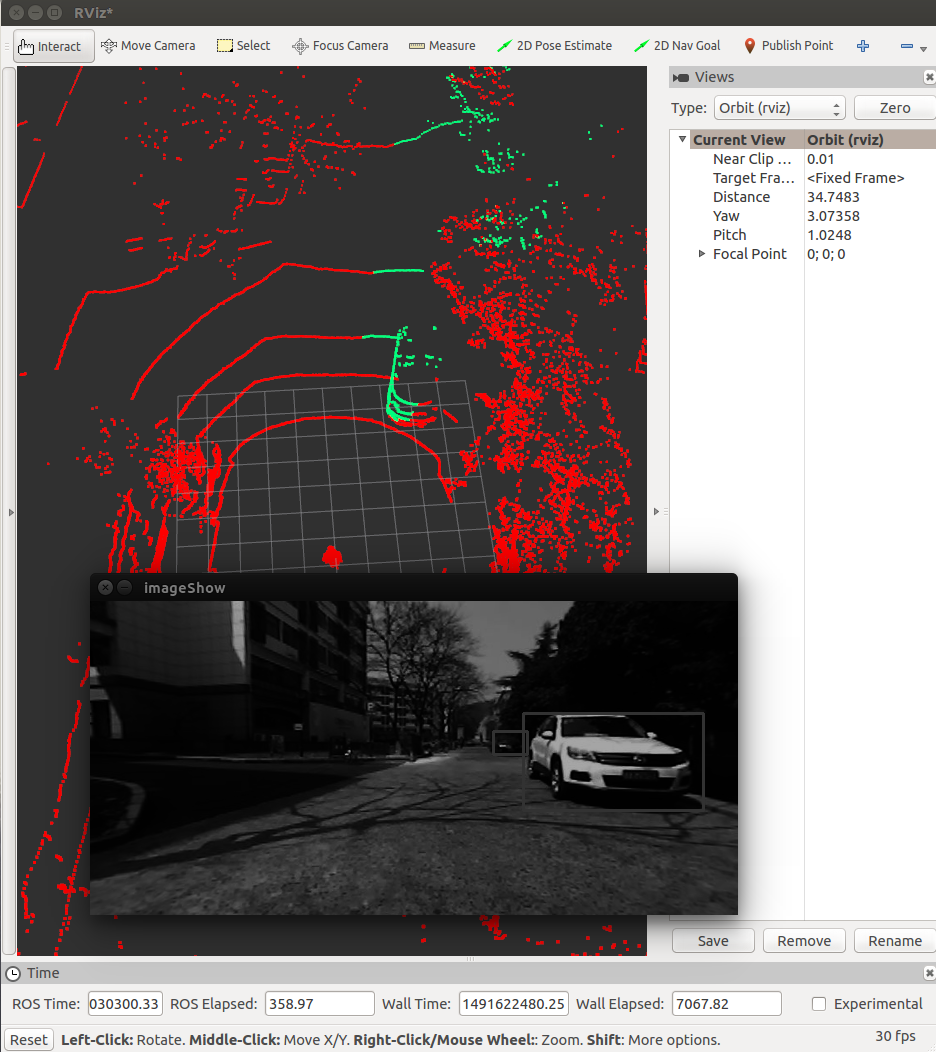 RViz*
Interact Move Camera Select Focus Camera Measure 2D Pose Estimate 2D Nav Goal Publish Point
Views
Type: Orbit (rviz) Zero
Current View Orbit (rviz)
Near Clip ... 0.01
Target Fra... <Fixed Frame>
Distance 34.7483
Yaw 3.07358
Pitch 1.0248
Focal Point 0; 0; 0
imageShow
Save Remove Rename
Time
ROS Time: 030300.33 ROS Elapsed: 358.97 Wall Time: 1491622480.25 Wall Elapsed: 7067.82 Experimental
Reset Left-Click: Rotate. Middle-Click: Move X/Y. Right-Click/Mouse Wheel:: Zoom. Shift: More options. 30 fps